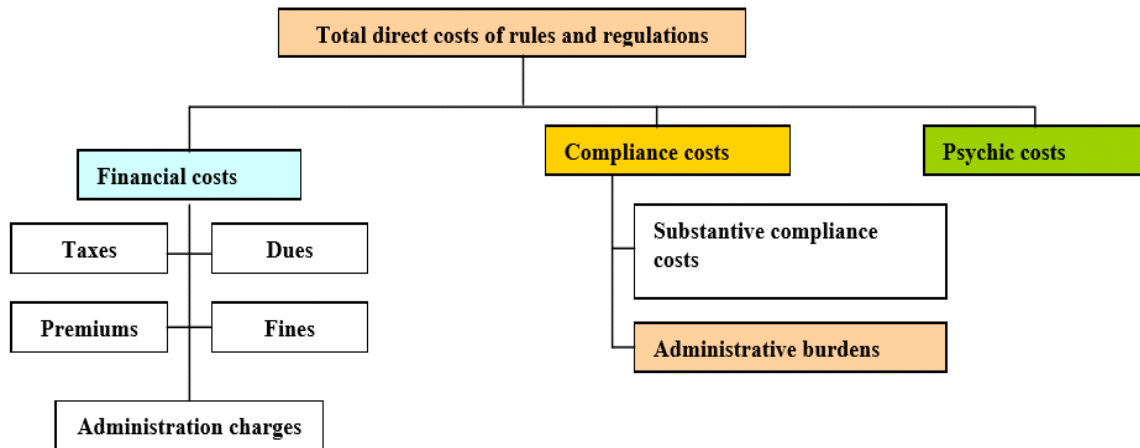 Total direct costs of rules and regulations
Compliance costs
Psychic costs
Financial costs
Taxes
Dues
Substantive compliance
costs
Premiums
Fines
Administrative burdens
Administration charges